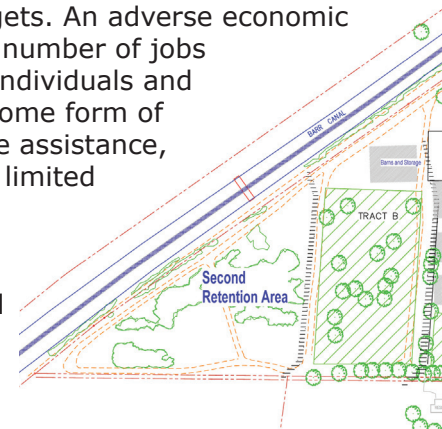 gets. An adverse economic
number of jobs
ndividuals and
ome form of
e assistance,
limited
BARR CANAL
Barns and Storage
TRACT B
Second
Retention Area